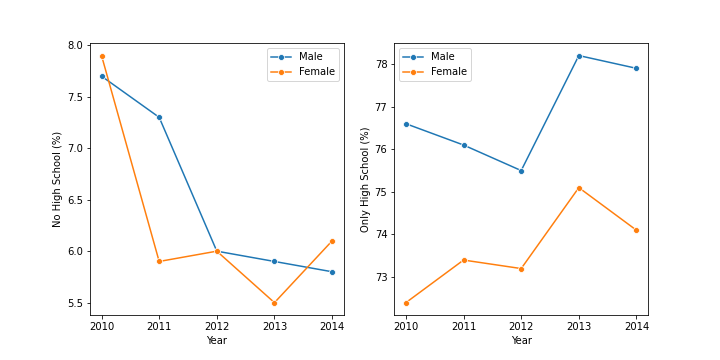 No High School (%)
8.0
7.5
7.0
6.5
6.0
5.5
2010 2011 2012 2013 2014
Year
Male
Female
Only High School (%)
78
77
76
75
74
73
2010 2011 2012 2013 2014
Year
Male
Female